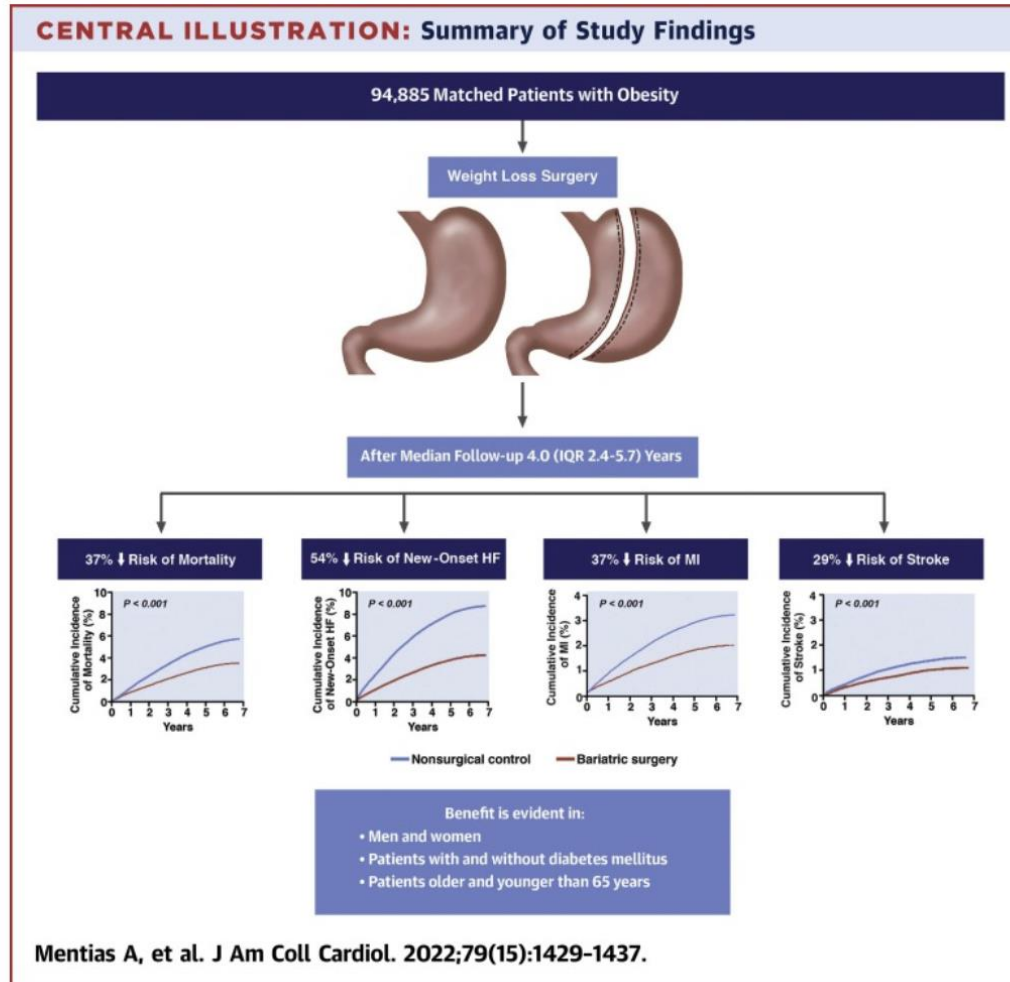 CENTRAL ILLUSTRATION: Summary of Study Findings
94,885 Matched Patients with Obesity
Weight Loss Surgery
After Median Follow-up 4.0 (IQR 2.4-5.7) Years
37% ↓ Risk of Mortality
Cumulative Incidence
of Mortality (%)
10
8
6
4
2
0
P < 0.001
0 1 2 3 4 5 6 7
Years
54% ↓ Risk of New-Onset HF
Cumulative Incidence
of New-Onset HF (%)
10
8
6
4
2
0
P < 0.001
0 1 2 3 4 5 6 7
Years
37% ↓ Risk of MI
Cumulative Incidence
of MI (%)
4
3
2
1
0
P < 0.001
0 1 2 3 4 5 6 7
Years
29% ↓ Risk of Stroke
Cumulative Incidence
of Stroke (%)
4
3
2
1
0
P < 0.001
0 1 2 3 4 5 6 7
Years
Nonsurgical control
Bariatric surgery
Benefit is evident in:
• Men and women
• Patients with and without diabetes mellitus
• Patients older and younger than 65 years
Mentias A, et al. J Am Coll Cardiol. 2022;79(15):1429-1437.